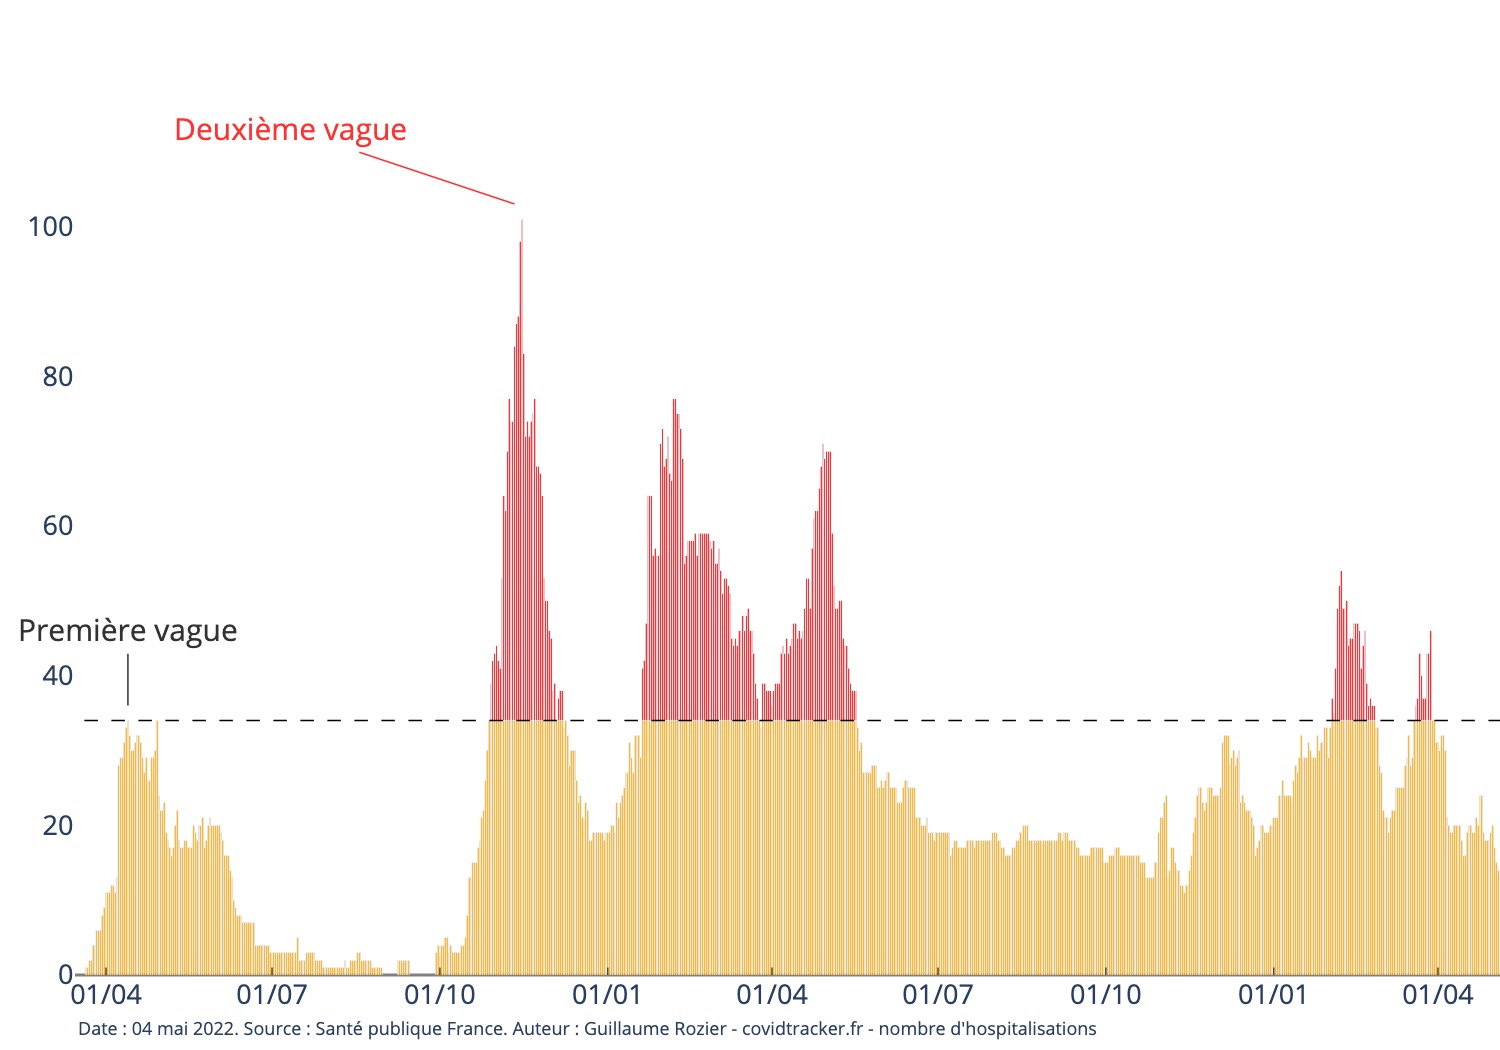 Deuxième vague
100
80
60
Première vague
40
20
0
01/04 01/07 01/10 01/01 01/04 01/07 01/10 01/01 01/04
Date : 04 mai 2022. Source : Santé publique France. Auteur : Guillaume Rozier - covidtracker.fr - nombre d'hospitalisations